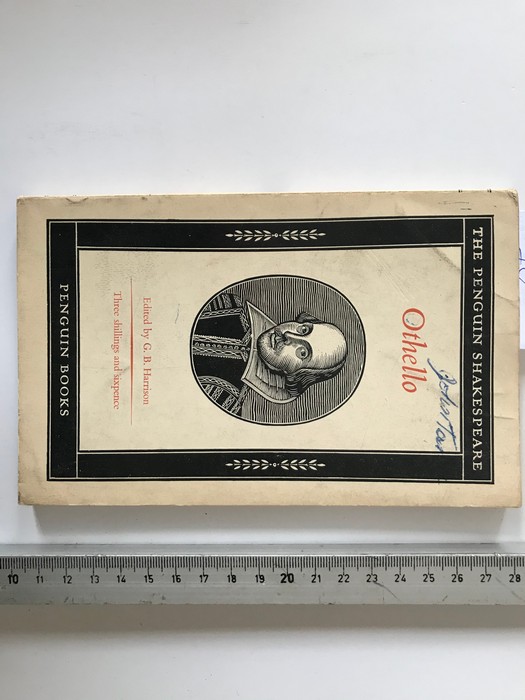 THE PENGUIN SHAKESPEARE
Othello
Edited by G. B. Harrison
Three shillings and sixpence
PENGUIN BOOKS
10 11 12 13 14 15 16 17 18 19 20 21 22 23 24 25 26 27 28